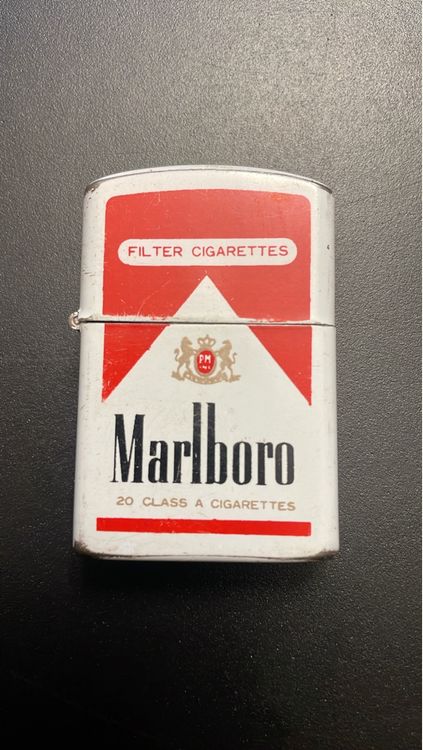 FILTER CIGARETTES
PM
Marlboro
20 CLASS A CIGARETTES